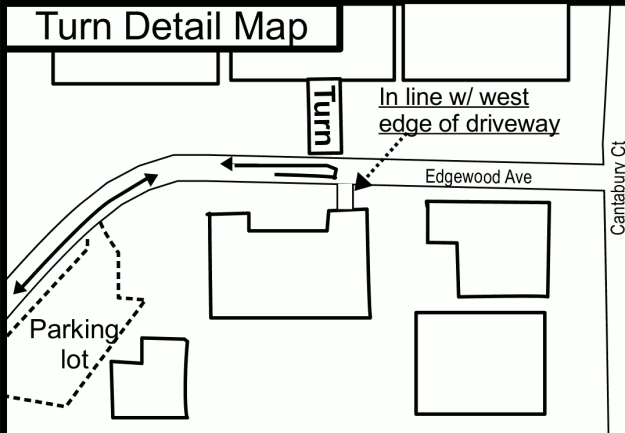 Turn Detail Map
Turn
In line w/ west
edge of driveway
Edgewood Ave
Cantabury Ct
Parking
lot